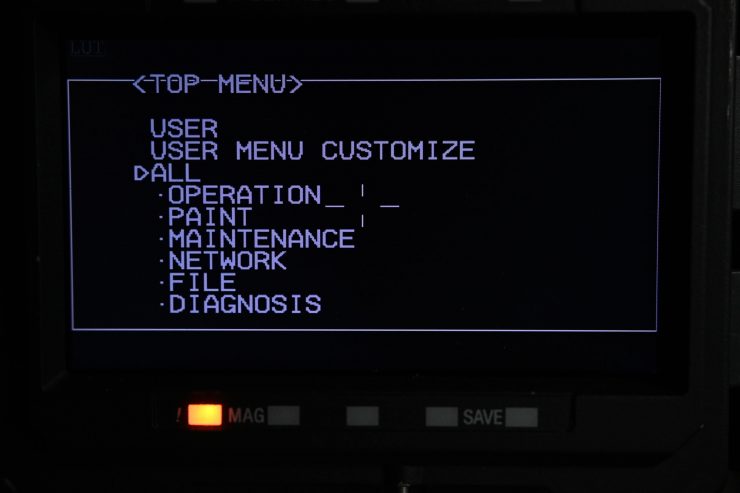 LUT
<TOP MENU>
USER
USER MENU CUSTOMIZE
▷ALL
·OPERATION
·PAINT
·MAINTENANCE
·NETWORK
·FILE
·DIAGNOSIS
! MAG SAVE